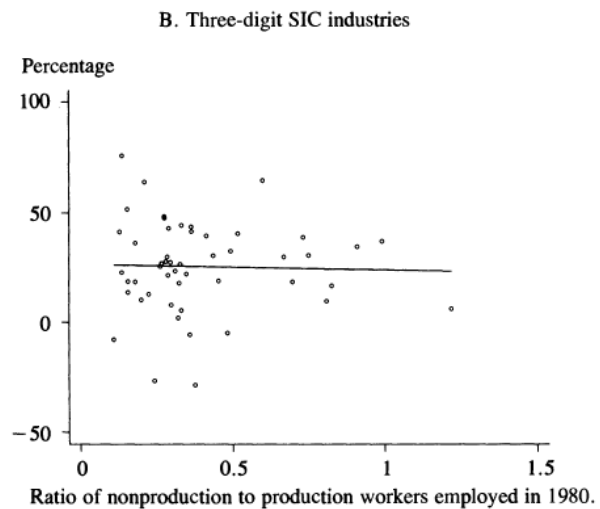 B. Three-digit SIC industries
Percentage
100
50
0
−50
0 0.5 1 1.5
Ratio of nonproduction to production workers employed in 1980.